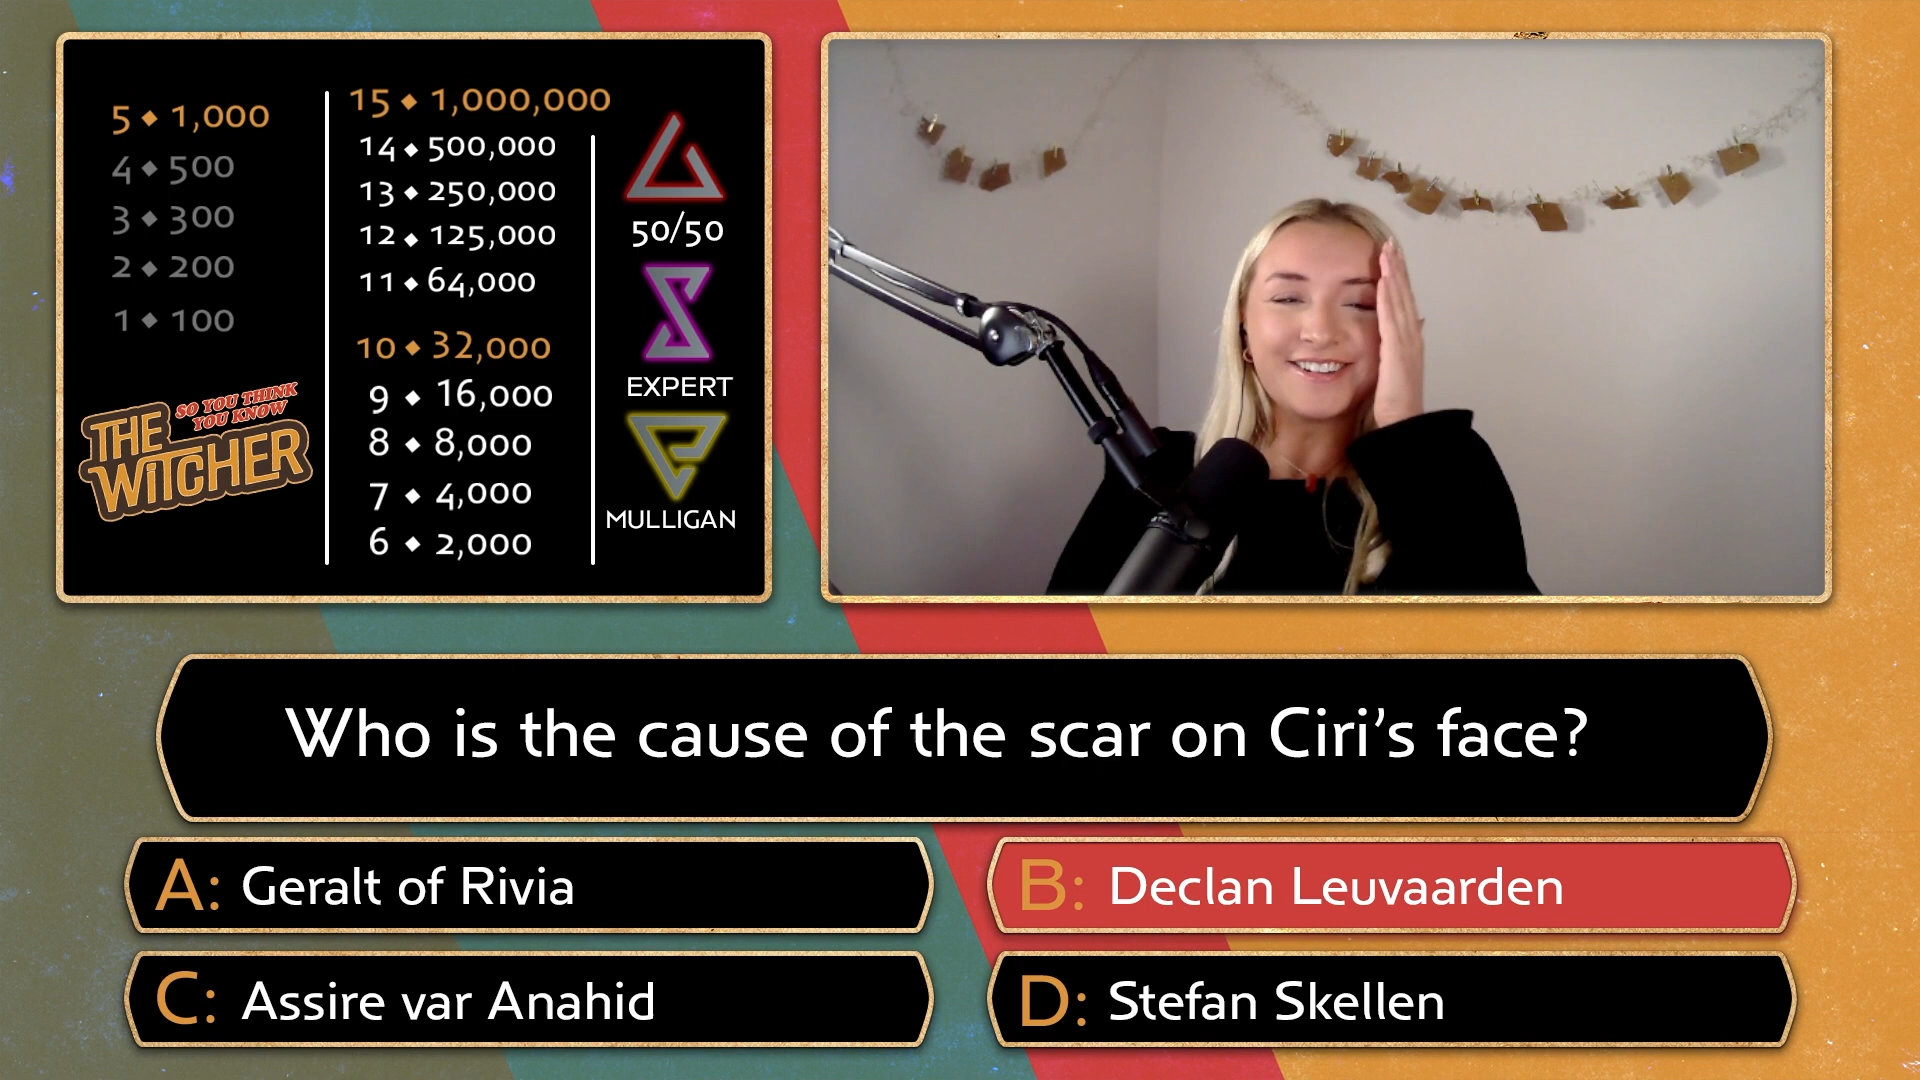 5 ◆ 1,000
4 ◆ 500
3 ◆ 300
2 ◆ 200
1 ◆ 100
SO YOU THINK
YOU KNOW
THE
WITCHER
15 ◆ 1,000,000
14 ◆ 500,000
13 ◆ 250,000
12 ◆ 125,000
11 ◆ 64,000
10 ◆ 32,000
9 ◆ 16,000
8 ◆ 8,000
7 ◆ 4,000
6 ◆ 2,000
50/50
EXPERT
MULLIGAN
Who is the cause of the scar on Ciri’s face?
A: Geralt of Rivia
B: Declan Leuvaarden
C: Assire var Anahid
D: Stefan Skellen